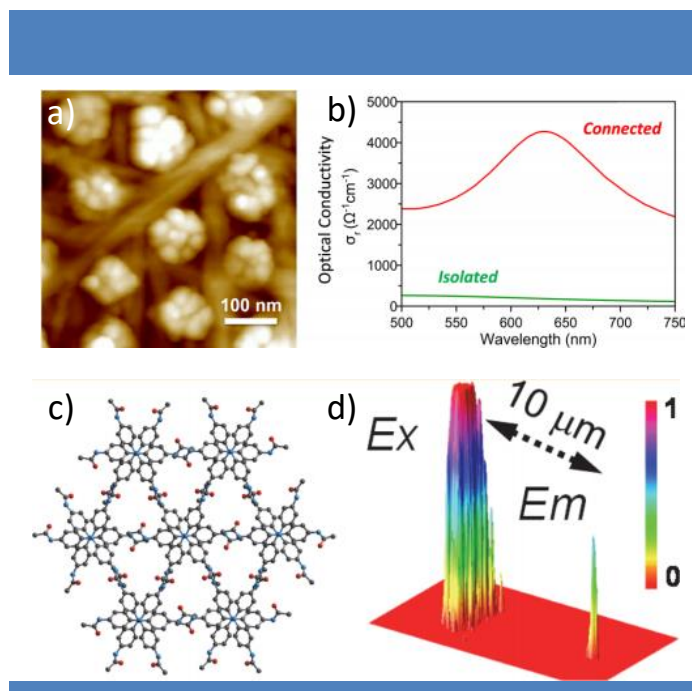 a)
100 nm
b)
5000
4000
3000
2000
1000
0
Optical Conductivity
σr (Ω-1cm-1)
Connected
Isolated
500 550 600 650 700 750
Wavelength (nm)
c)
d)
Ex
10 μm
Em
1
0